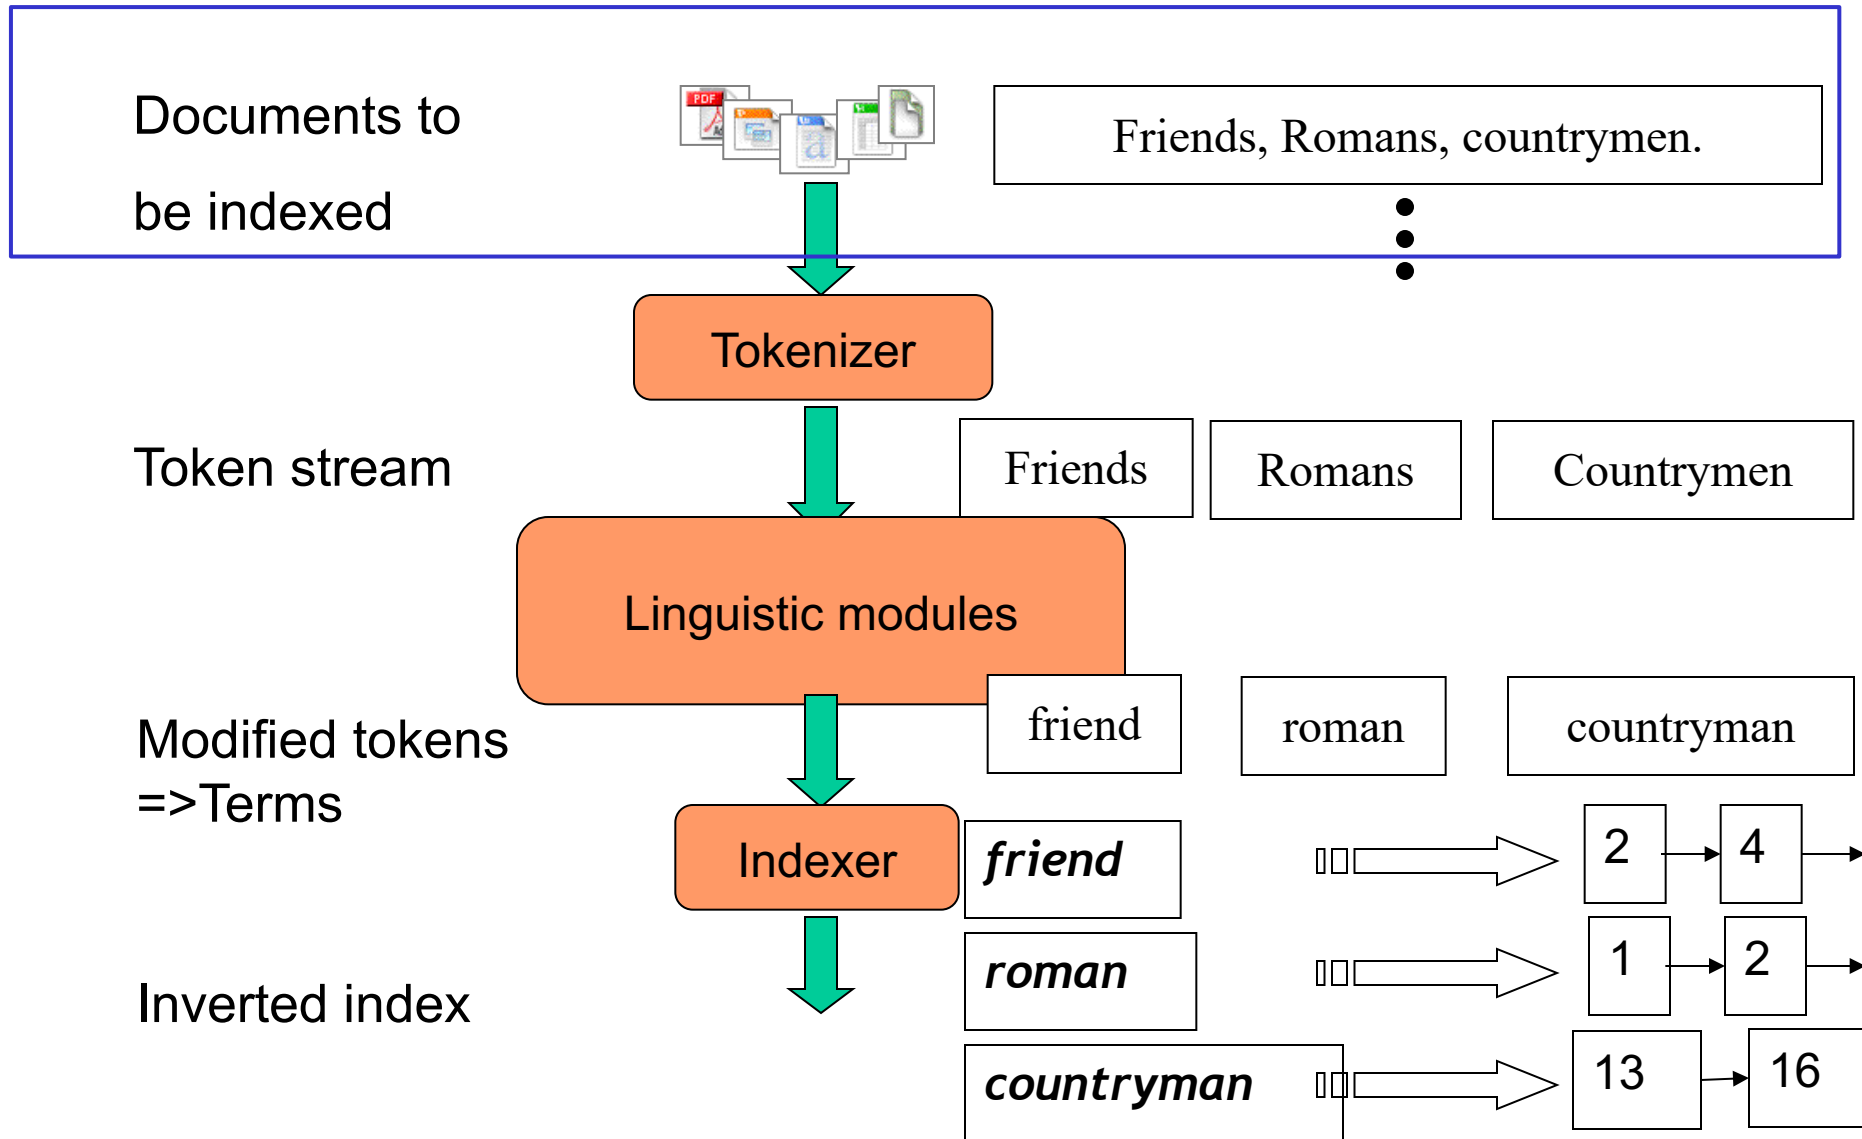 Documents to
be indexed
PDF
Friends, Romans, countrymen.
Tokenizer
Token stream
Friends
Romans
Countrymen
Linguistic modules
Modified tokens
=>Terms
friend
roman
countryman
Indexer
friend
2
4
roman
1
2
Inverted index
countryman
13
16